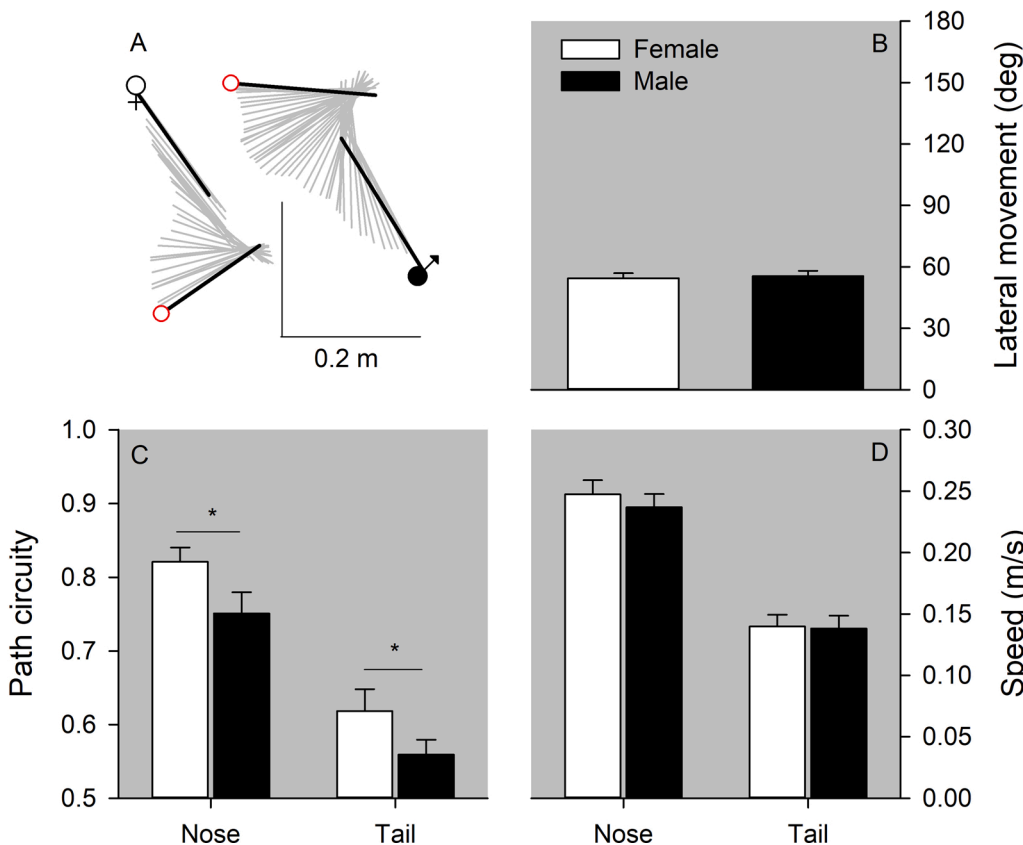 A
0.2 m
B
Female
Male
180
150
120
90
60
30
0
Lateral movement (deg)
C
1.0
0.9
0.8
0.7
0.6
0.5
Path circuity
*
*
Nose
Tail
D
0.30
0.25
0.20
0.15
0.10
0.05
0.00
Speed (m/s)
Nose
Tail